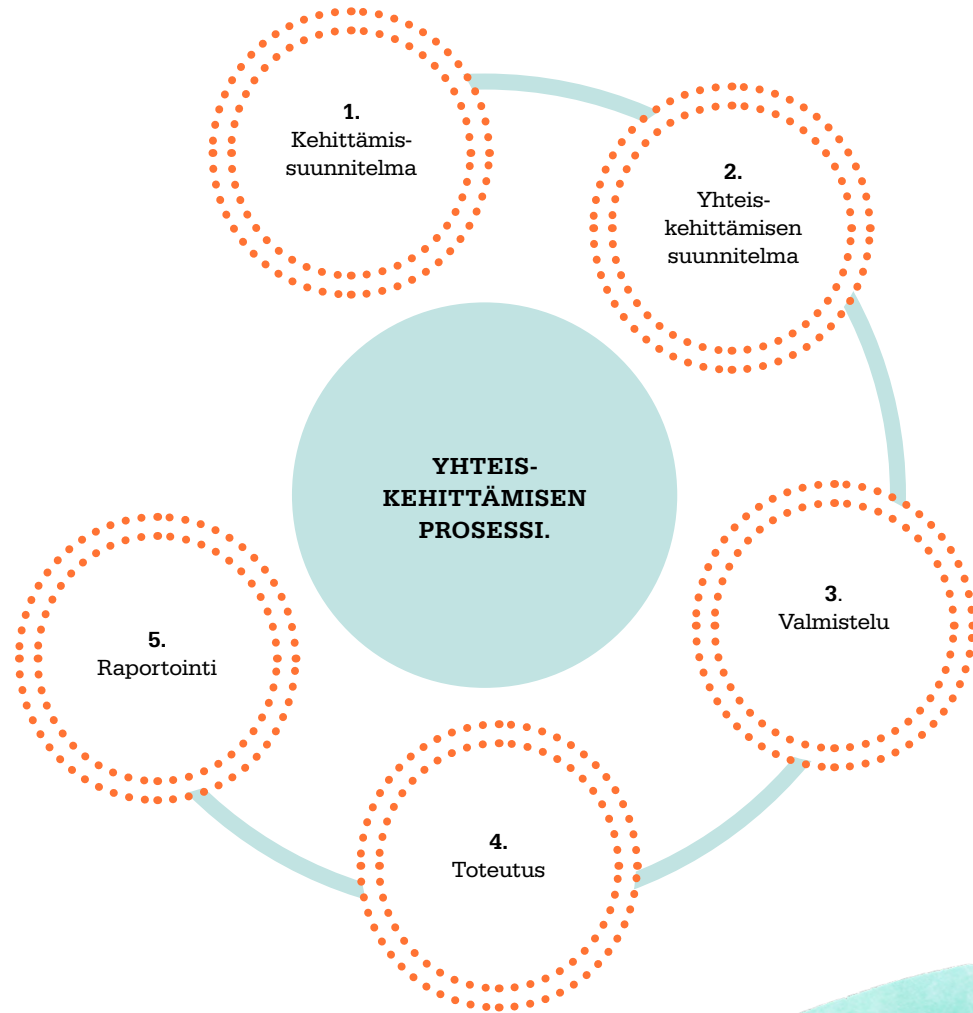 1.
Kehittämis-
suunnitelma
2.
Yhteis-
kehittämisen
suunnitelma
YHTEIS-
KEHITTÄMISEN
PROSESSI.
3.
Valmistelu
5.
Raportointi
4.
Toteutus